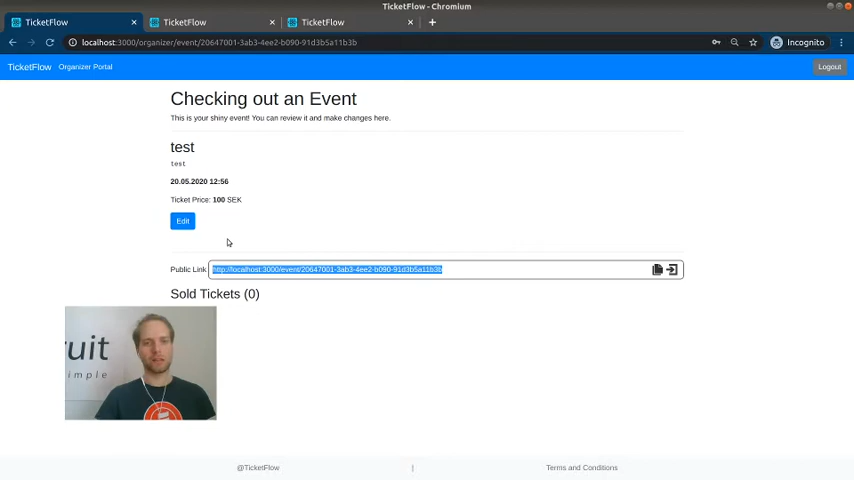 TicketFlow - Chromium
TicketFlow
TicketFlow
TicketFlow
localhost:3000/organizer/event/20647001-3ab3-4ee2-b090-91d3b5a11b3b
Incognito
TicketFlow Organizer Portal
Logout
Checking out an Event
This is your shiny event! You can review it and make changes here.
test
test
20.05.2020 12:56
Ticket Price: 100 SEK
Edit
Public Link http://localhost:3000/event/20647001-3ab3-4ee2-b090-91d3b5a11b3b
Sold Tickets (0)
ruit
simple
@TicketFlow | Terms and Conditions